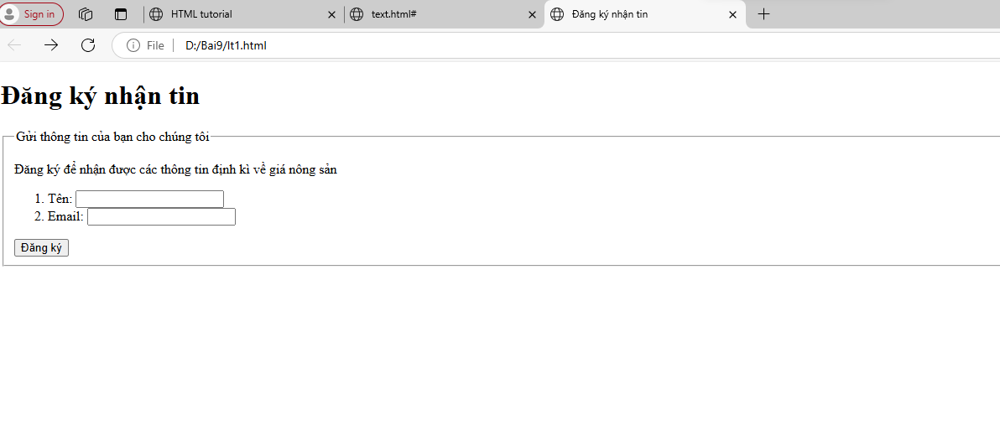 Sign in
HTML tutorial
text.html#
Đăng ký nhận tin
File
D:/Bai9/lt1.html
Đăng ký nhận tin
Gửi thông tin của bạn cho chúng tôi
Đăng ký để nhận được các thông tin định kì về giá nông sản
1. Tên:
2. Email:
Đăng ký